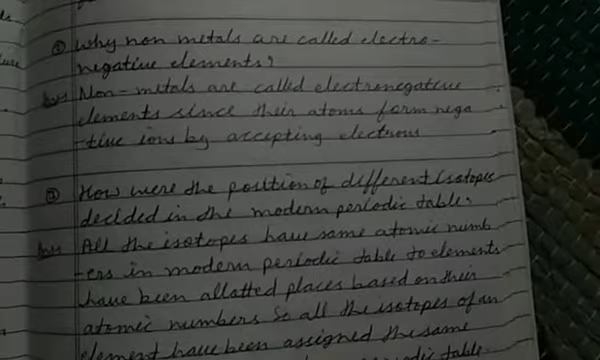 ② Why non metals are called electro-
negative elements?
Ans Non-metals are called electronegative
elements since their atoms form nega
-tive ions by accepting electrons
③ How were the position of different isotopes
decided in the modern periodic table.
Ans All the isotopes have same atomic numb
-ers in modern periodic table to elements
have been allotted places based on their
atomic numbers So all the isotopes of an
element have been assigned the same
periodic table.